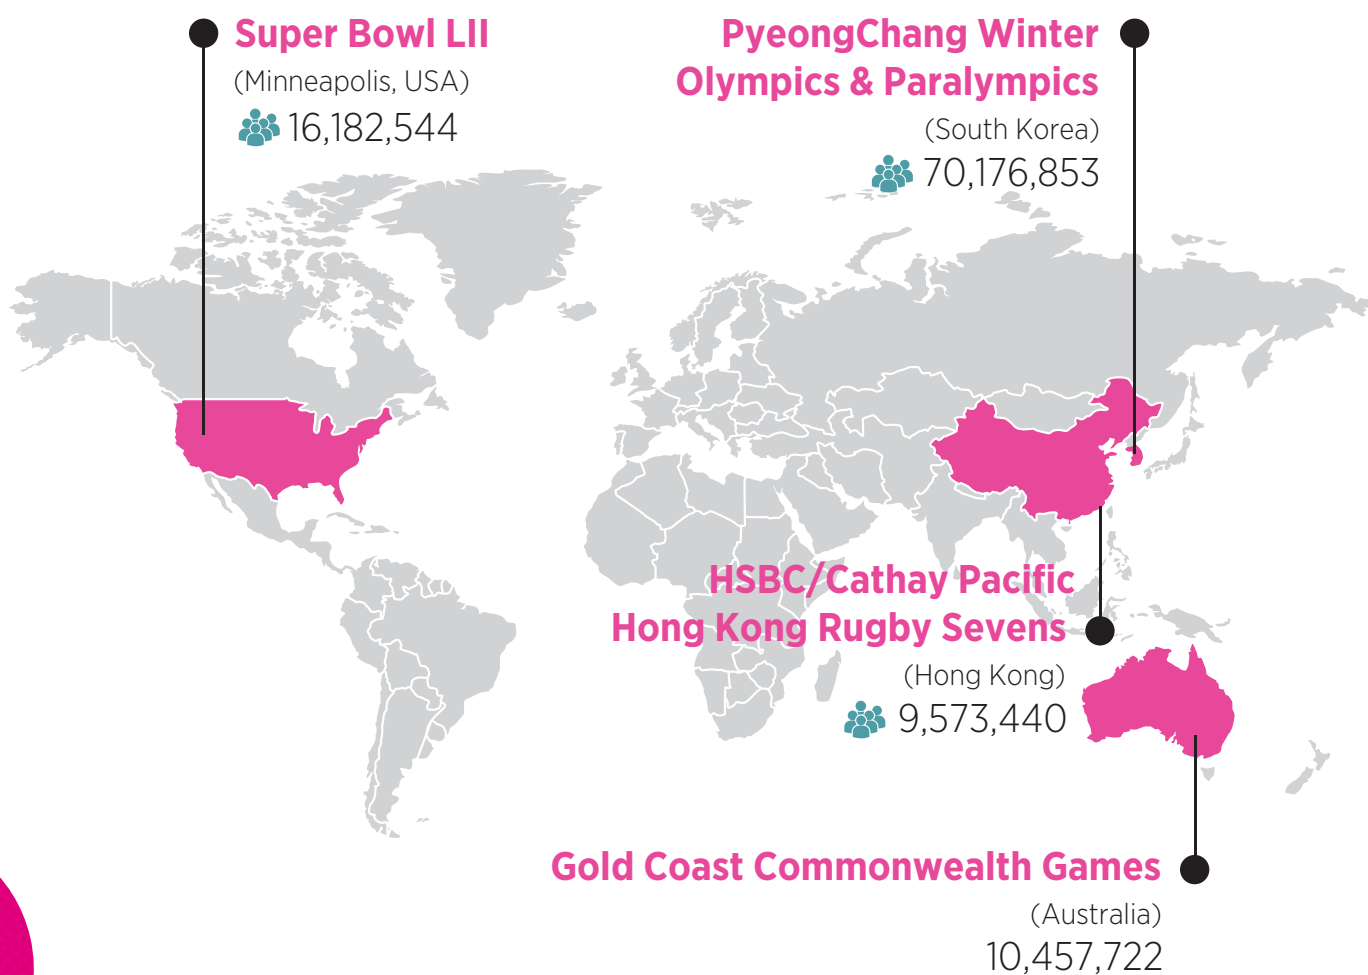 Super Bowl LII
(Minneapolis, USA)
16,182,544
PyeongChang Winter
Olympics & Paralympics
(South Korea)
70,176,853
HSBC/Cathay Pacific
Hong Kong Rugby Sevens
(Hong Kong)
9,573,440
Gold Coast Commonwealth Games
(Australia)
10,457,722